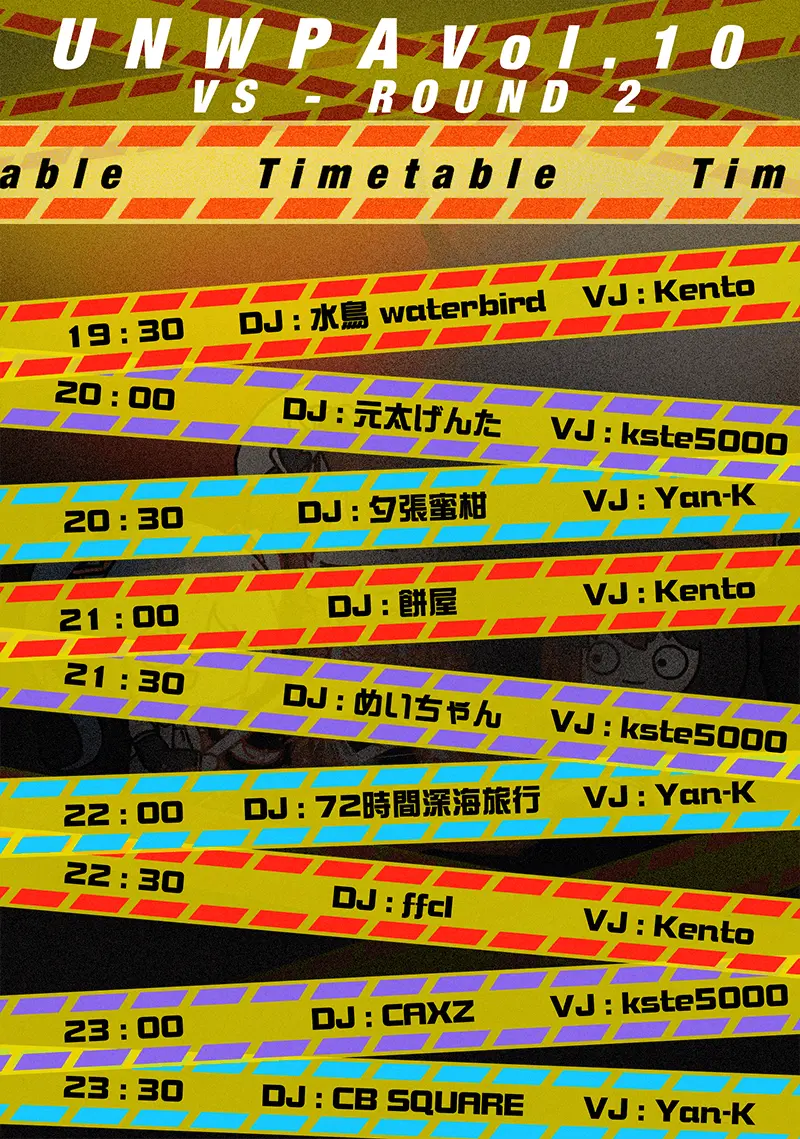 UNWPA Vol.10
VS - ROUND 2
able Timetable Tim
19:30 DJ:水鳥 waterbird VJ:Kento
20:00 DJ:元太げんた VJ:kste5000
20:30 DJ:夕張蜜柑 VJ:Yan-K
21:00 DJ:餅屋 VJ:Kento
21:30 DJ:めいちゃん VJ:kste5000
22:00 DJ:72時間深海旅行 VJ:Yan-K
22:30 DJ:ffcl VJ:Kento
23:00 DJ:CAXZ VJ:kste5000
23:30 DJ:CB SQUARE VJ:Yan-K